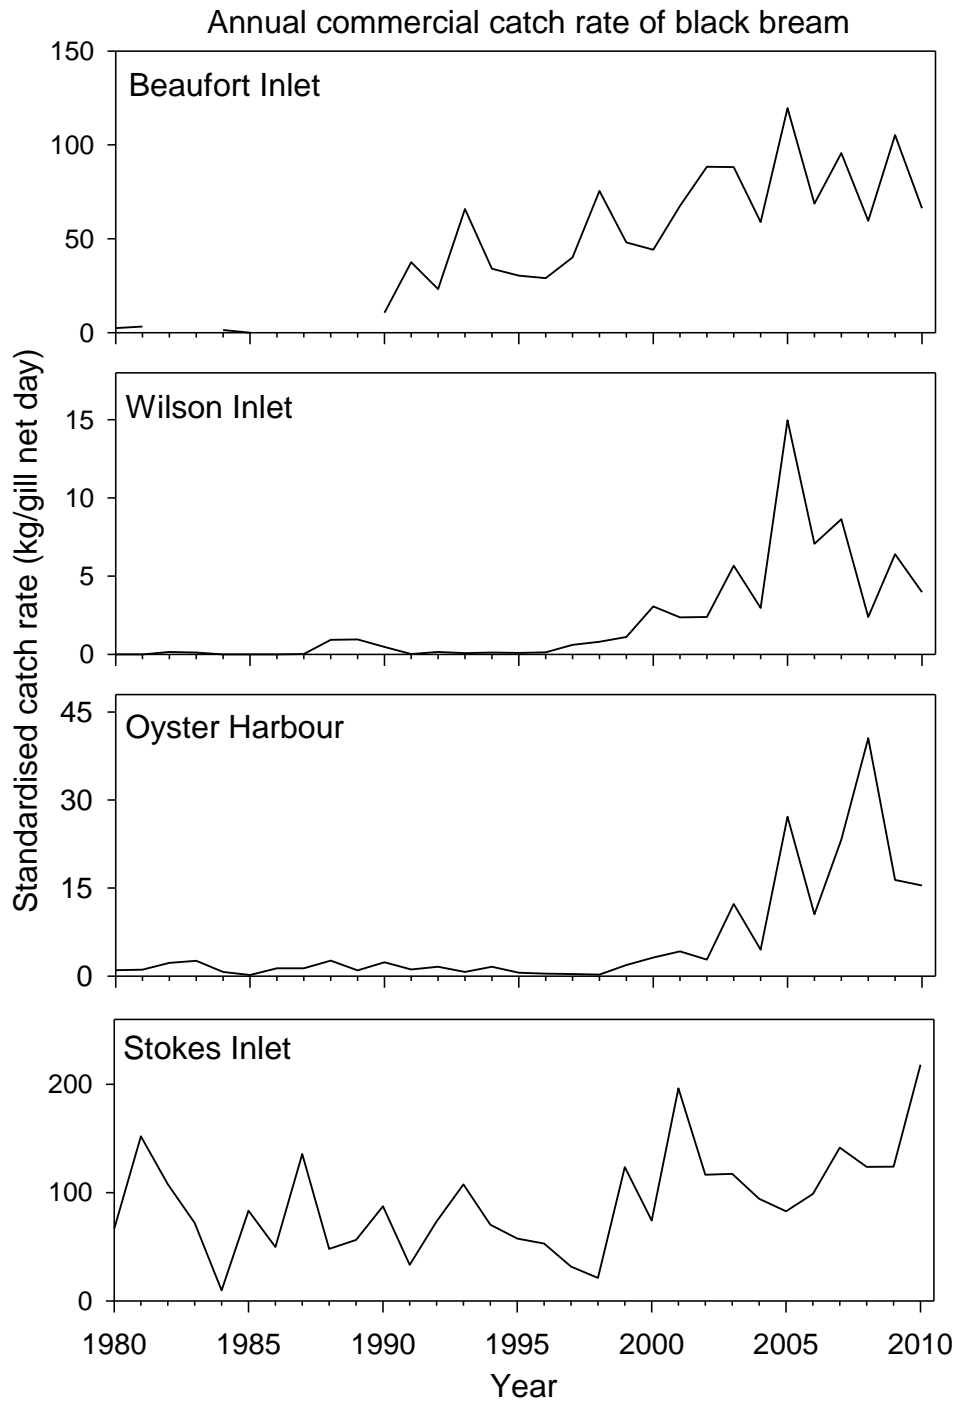 Annual commercial catch rate of black bream
Standardised catch rate (kg/gill net day)
Beaufort Inlet
150
100
50
0
Wilson Inlet
15
10
5
0
Oyster Harbour
45
30
15
0
Stokes Inlet
200
100
0
1980 1985 1990 1995 2000 2005 2010
Year